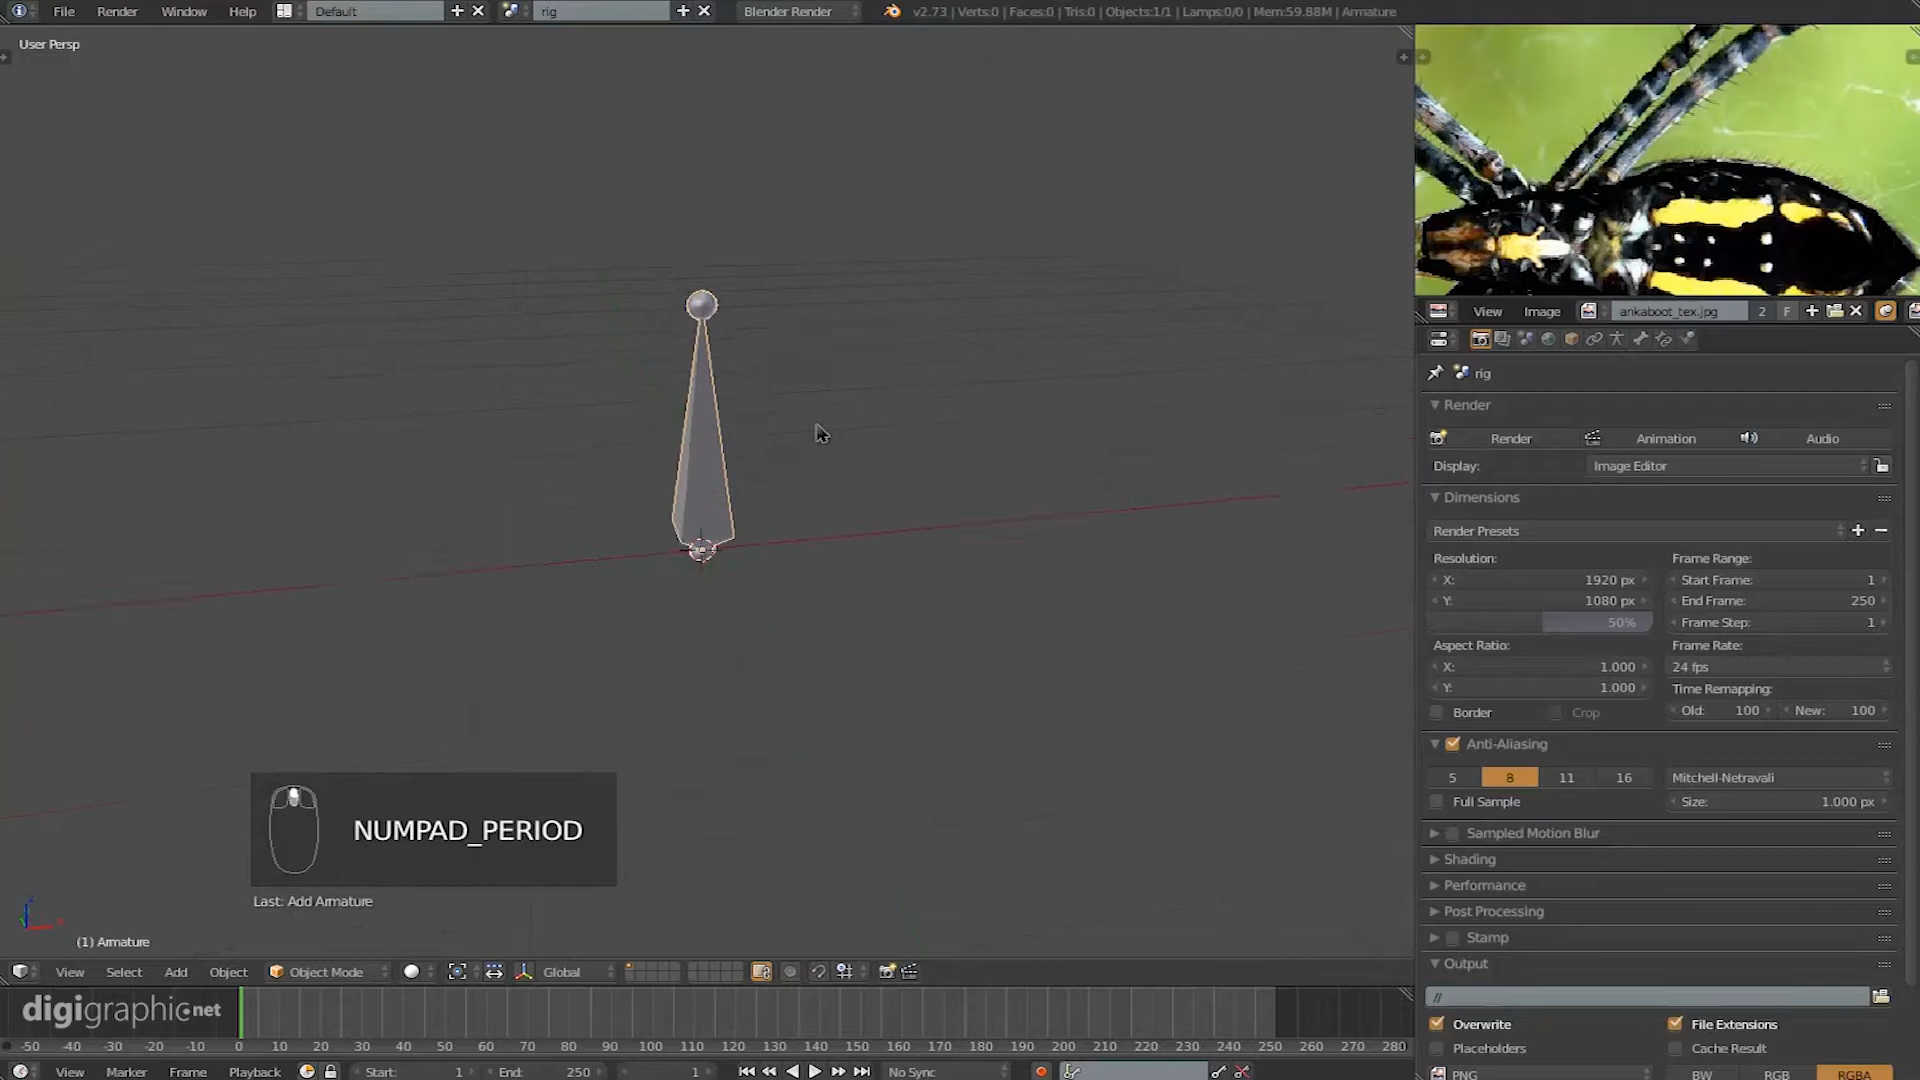 File Render Window Help Default rig Blender Render v2.73 | Verts:0 | Faces:0 | Tris:0 | Objects:1/1 | Lamps:0/0 | Mem:59.88M | Armature
User Persp
View Image ankaboot_tex.jpg 2 F
rig
Render
Render Animation Audio
Display: Image Editor
Dimensions
Render Presets
Resolution: Frame Range:
X: 1920 px Start Frame: 1
Y: 1080 px End Frame: 250
50% Frame Step: 1
Aspect Ratio: Frame Rate:
X: 1.000 24 fps
Y: 1.000 Time Remapping:
Border Crop Old: 100 New: 100
Anti-Aliasing
5 8 11 16 Mitchell-Netravali
Full Sample Size: 1.000 px
Sampled Motion Blur
Shading
Performance
Post Processing
Stamp
Output
//
Overwrite File Extensions
Placeholders Cache Result
PNG BW RGB RGBA
NUMPAD_PERIOD
Last: Add Armature
(1) Armature
View Select Add Object Object Mode Global
digigraphic.net
-50 -40 -30 -20 -10 0 10 20 30 40 50 60 70 80 90 100 110 120 130 140 150 160 170 180 190 200 210 220 230 240 250 260 270 280
View Marker Frame Playback Start: 1 End: 250 1 No Sync